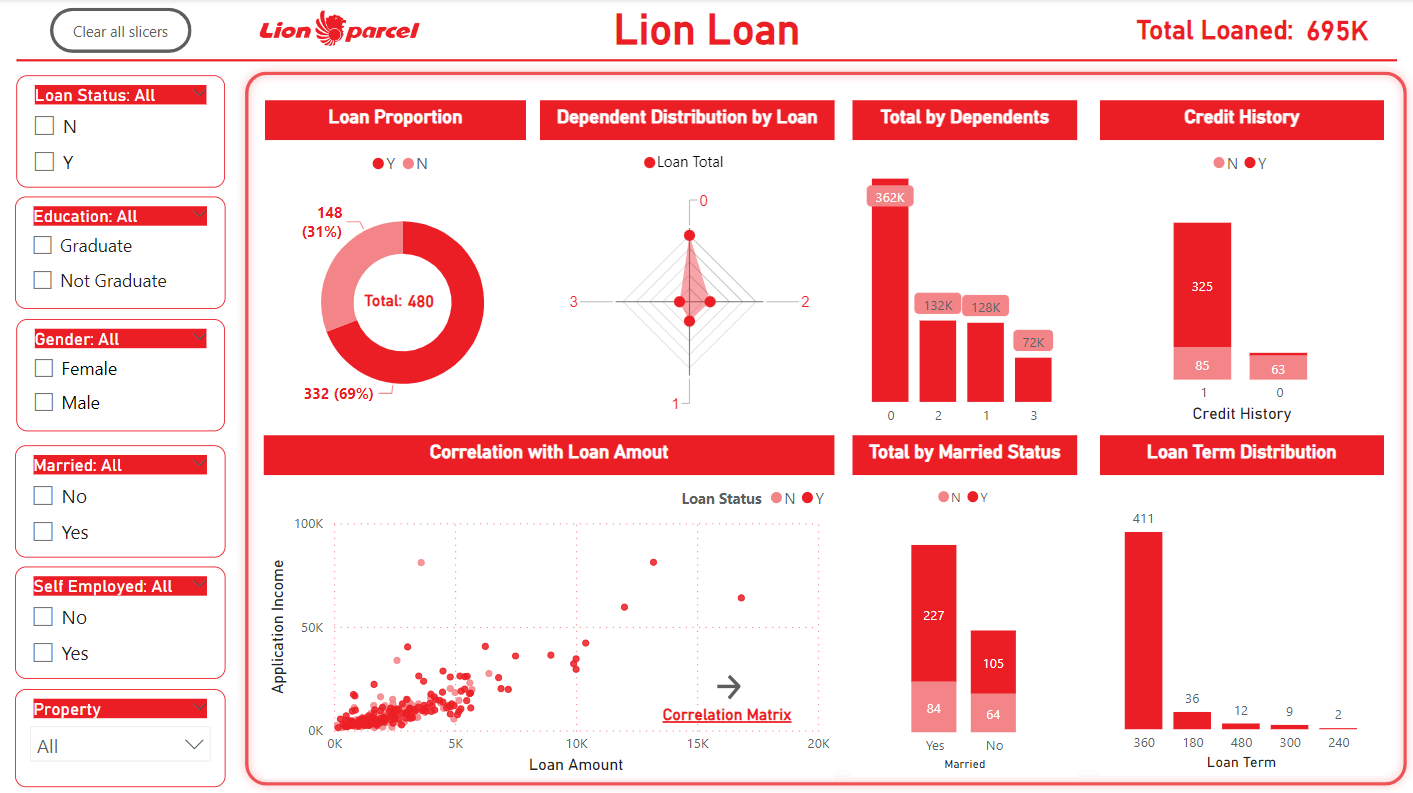 Clear all slicers
Lion parcel
Lion Loan
Total Loaned: 695K
Loan Status: All
N
Y
Education: All
Graduate
Not Graduate
Gender: All
Female
Male
Married: All
No
Yes
Self Employed: All
No
Yes
Property
All
Loan Proportion
Y N
148
(31%)
Total: 480
332 (69%)
Dependent Distribution by Loan
Loan Total
0
3
2
1
Total by Dependents
362K
132K
128K
72K
0 2 1 3
Credit History
N Y
325
85
63
1 0
Credit History
Correlation with Loan Amout
Loan Status N Y
100K
50K
0K
Application Income
0K 5K 10K 15K 20K
Loan Amount
Correlation Matrix
Total by Married Status
N Y
227
105
84
64
Yes No
Married
Loan Term Distribution
411
36
12
9
2
360 180 480 300 240
Loan Term